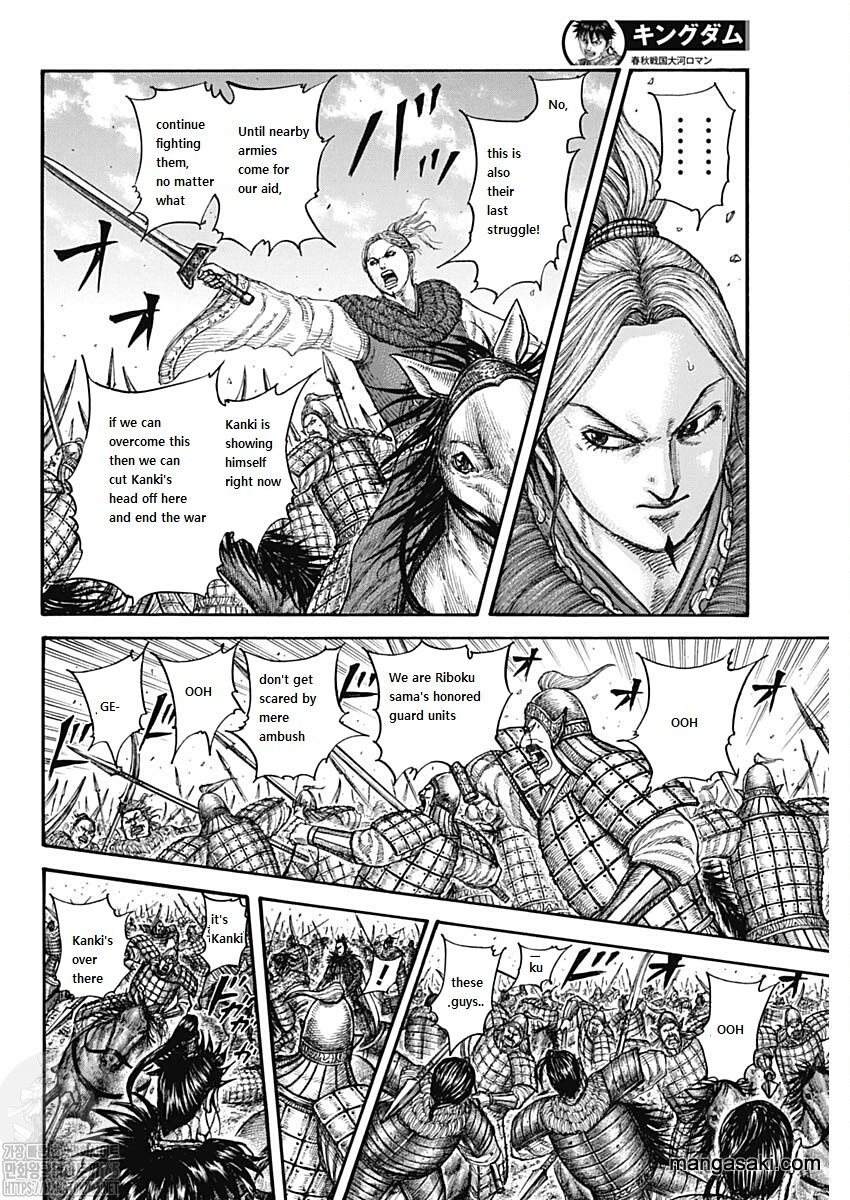 キングダム
春秋戦国大河ロマン
No,
this is
also
their
last
struggle!
バッ
Until nearby
armies
come for
our aid,
continue
fighting
them,
no matter
what
オオ
Kanki is
showing
himself
right now
if we can
overcome this
then we can
cut Kanki's
head off here
and end the war
OOH
オオ
We are Riboku
sama's honored
guard units
don't get
scared by
mere
ambush
OOH
GE-
OOH
ku
these
guys..
!
it's
Kanki
Kanki's
over
there
mangasaki.com